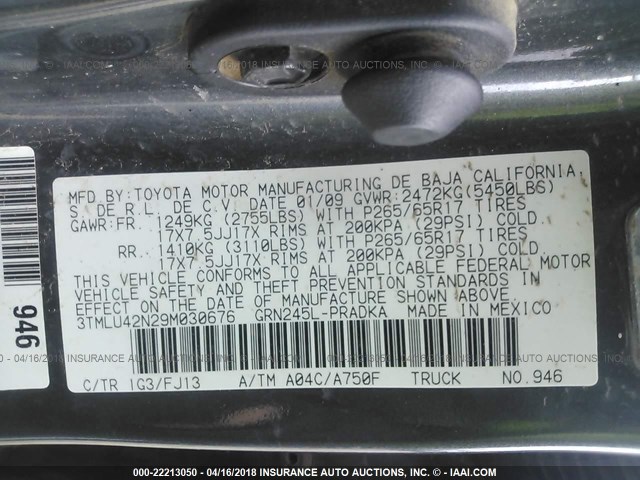 MFD.BY:TOYOTA MOTOR MANUFACTURING DE BAJA CALIFORNIA,
S. DE R.L. DE C.V. DATE 01/09 GVWR:2472KG(5450LBS)
GAWR:FR. 1249KG (2755LBS) WITH P265/65R17 TIRES
17X7.5JJ17X RIMS AT 200KPA (29PSI) COLD.
RR. 1410KG (3110LBS) WITH P265/65R17 TIRES
17X7.5JJ17X RIMS AT 200KPA (29PSI) COLD.
THIS VEHICLE CONFORMS TO ALL APPLICABLE FEDERAL MOTOR
VEHICLE SAFETY AND THEFT PREVENTION STANDARDS IN
EFFECT ON THE DATE OF MANUFACTURE SHOWN ABOVE.
3TMLU42N29M030676 GRN245L-PRADKA MADE IN MEXICO
C/TR 1G3/FJ13 A/TM A04C/A750F TRUCK NO.946
946
000-22213050 - 04/16/2018 INSURANCE AUTO AUCTIONS, INC. - © IAAI.COM